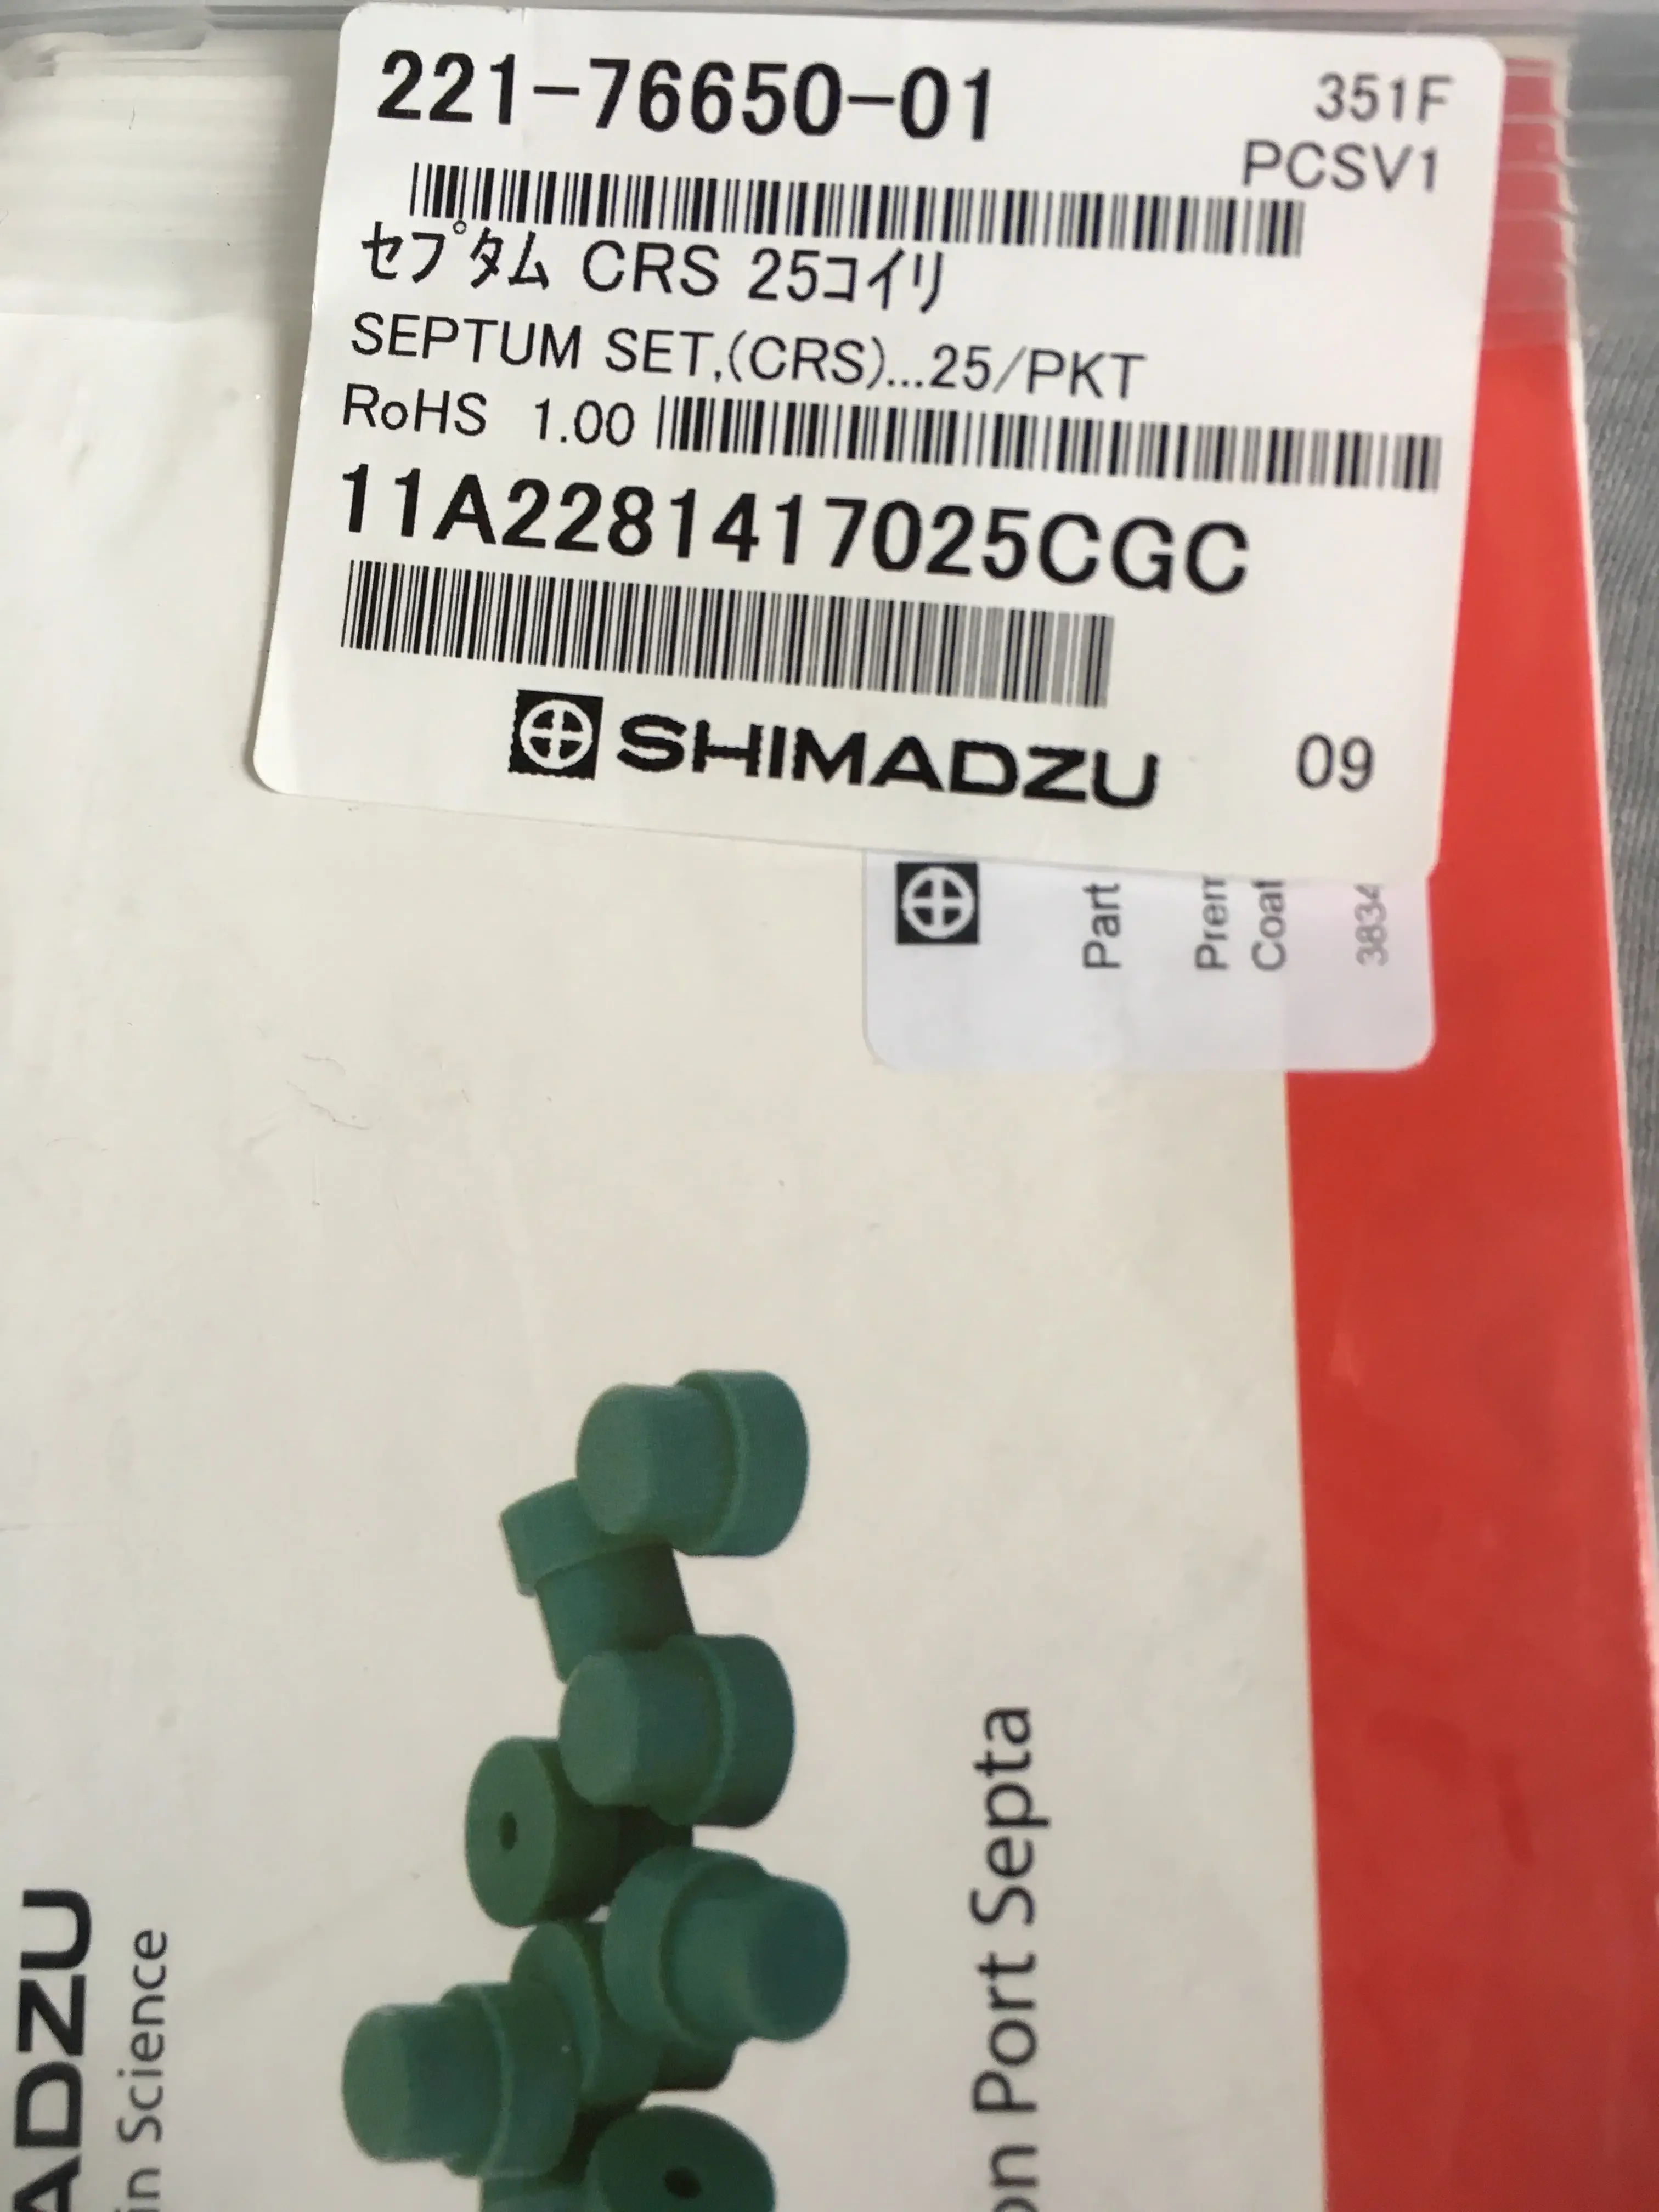 221-76650-01
351F
PCSV1
ｾﾌﾟﾀﾑ CRS 25ｺｲﾘ
SEPTUM SET,(CRS)...25/PKT
RoHS 1.00
11A2281417025CGC
SHIMADZU
09
Part
Coat
3834
ADZU
in Science
on Port Septa